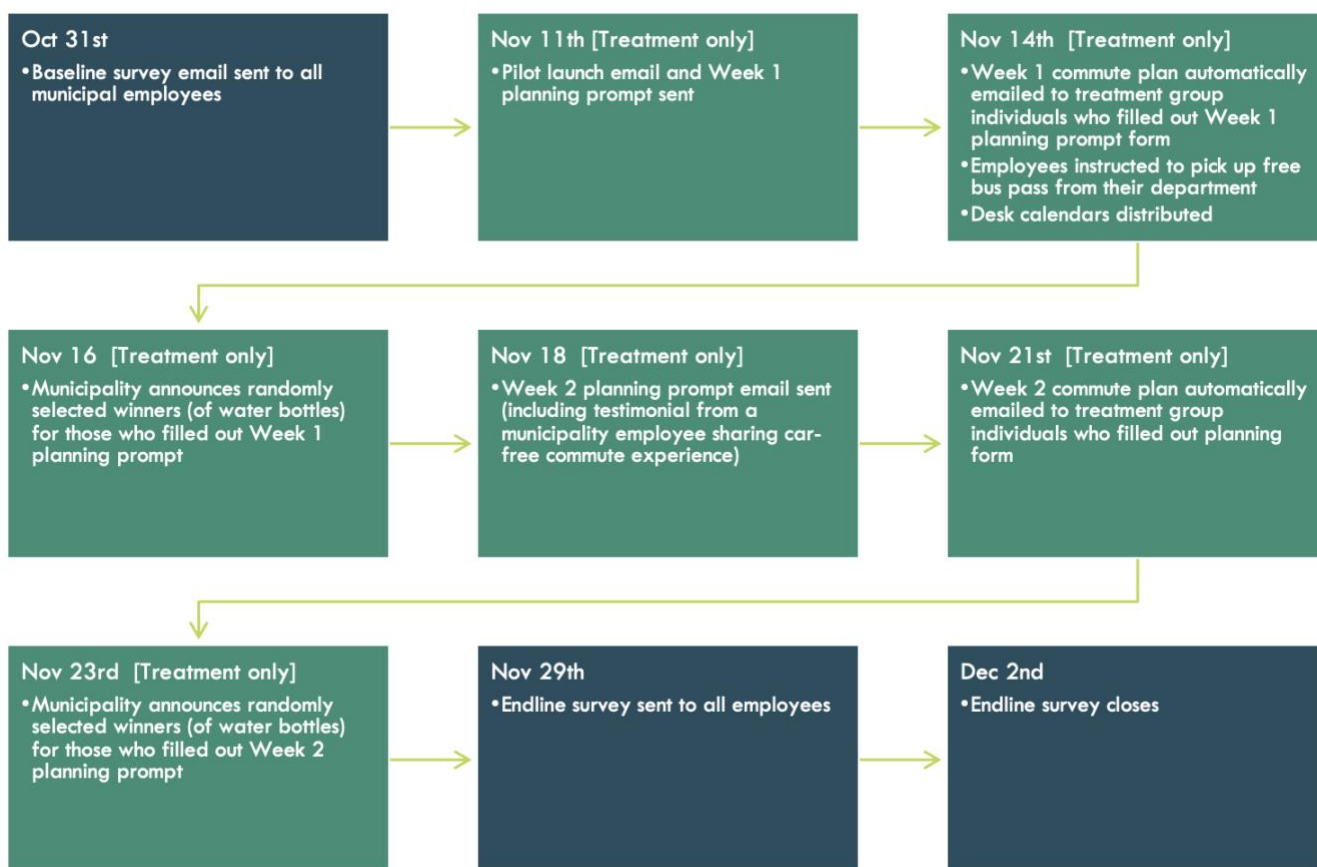 Oct 31st
•Baseline survey email sent to all
municipal employees
Nov 11th [Treatment only]
•Pilot launch email and Week 1
planning prompt sent
Nov 14th  [Treatment only]
•Week 1 commute plan automatically
emailed to treatment group
individuals who filled out Week 1
planning prompt form
•Employees instructed to pick up free
bus pass from their department
•Desk calendars distributed
Nov 16  [Treatment only]
•Municipality announces randomly
selected winners (of water bottles)
for those who filled out Week 1
planning prompt
Nov 18  [Treatment only]
•Week 2 planning prompt email sent
(including testimonial from a
municipality employee sharing car-
free commute experience)
Nov 21st  [Treatment only]
•Week 2 commute plan automatically
emailed to treatment group
individuals who filled out planning
form
Nov 23rd  [Treatment only]
•Municipality announces randomly
selected winners (of water bottles)
for those who filled out Week 2
planning prompt
Nov 29th
•Endline survey sent to all employees
Dec 2nd
•Endline survey closes